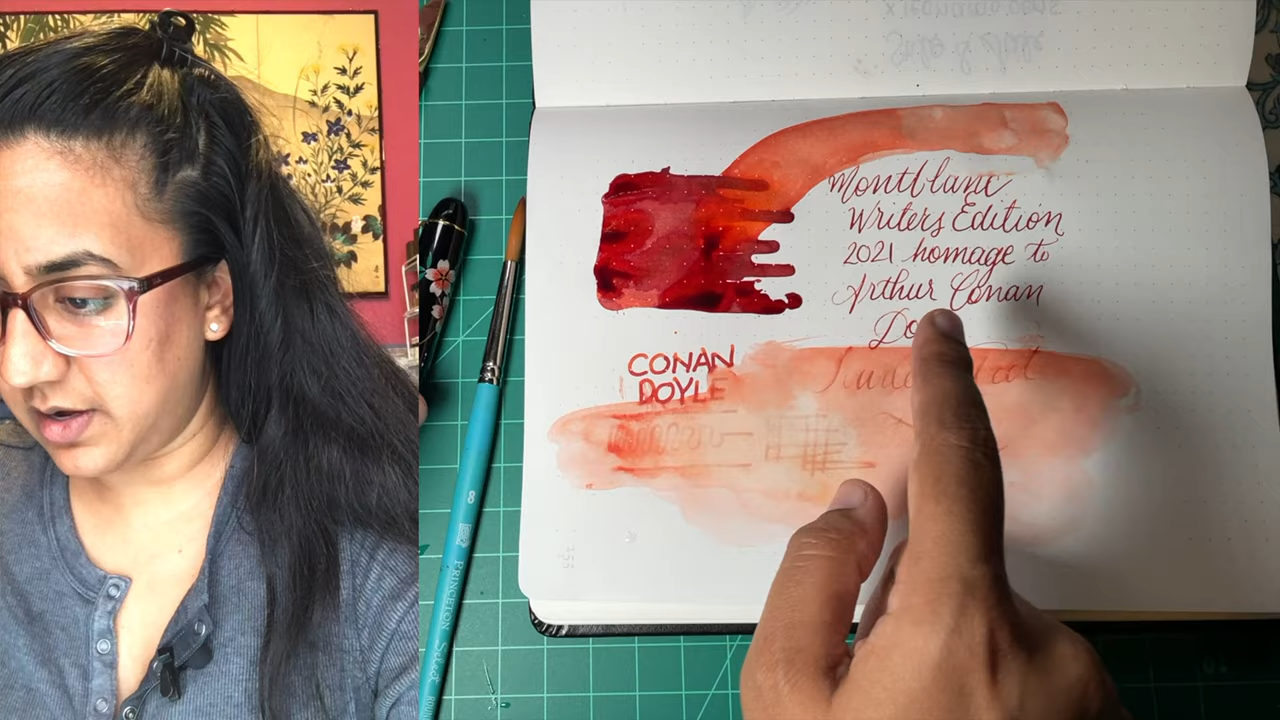 Montblanc
Writers Edition
2021 homage to
Arthur Conan
CONAN
DOYLE
8
PRINCETON Select